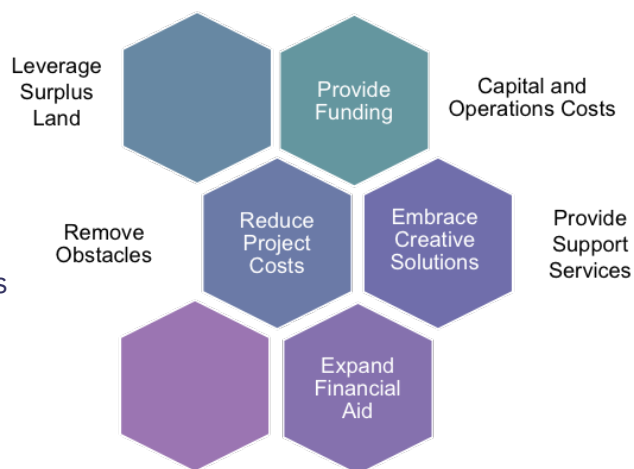 Leverage
Surplus
Land
Provide
Funding
Capital and
Operations Costs
Remove
Obstacles
Reduce
Project
Costs
Embrace
Creative
Solutions
Provide
Support
Services
s
Expand
Financial
Aid